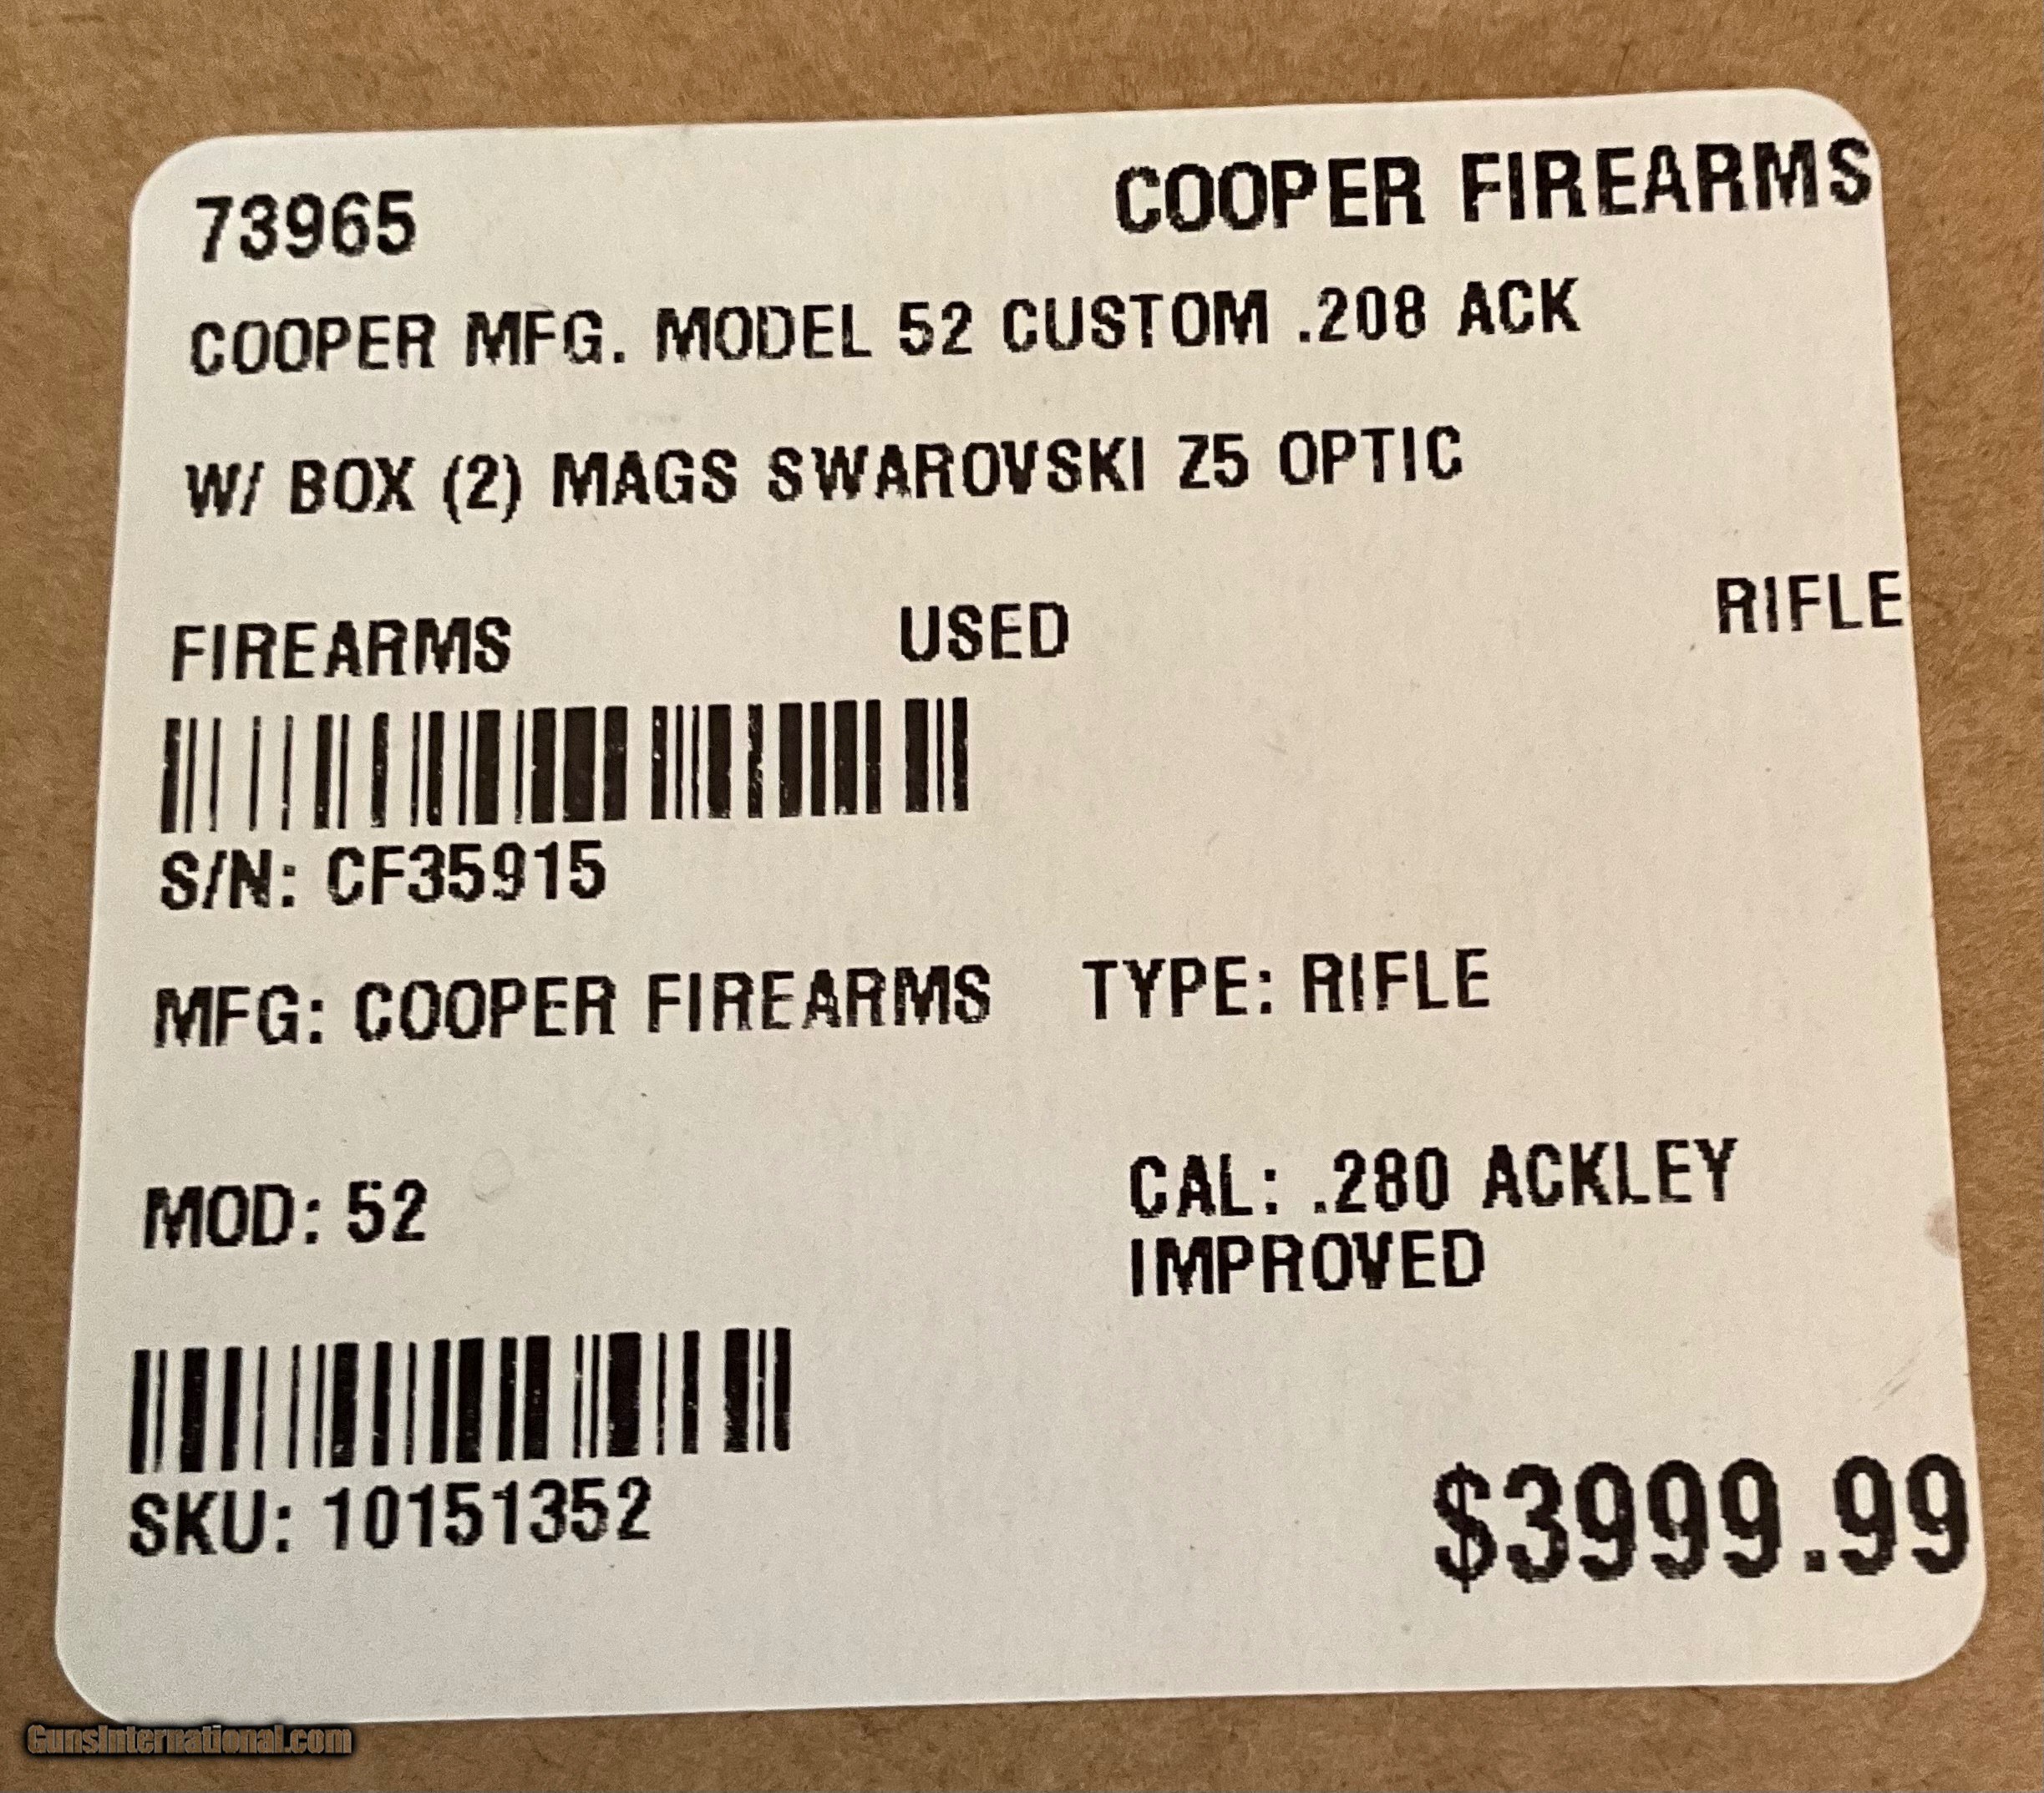 73965 COOPER FIREARMS
COOPER MFG. MODEL 52 CUSTOM .208 ACK
W/ BOX (2) MAGS SWAROVSKI Z5 OPTIC
FIREARMS USED RIFLE
S/N: CF35915
MFG: COOPER FIREARMS TYPE: RIFLE
MOD: 52 CAL: .280 ACKLEY
IMPROVED
SKU: 10151352 $3999.99
GunsInternational.com